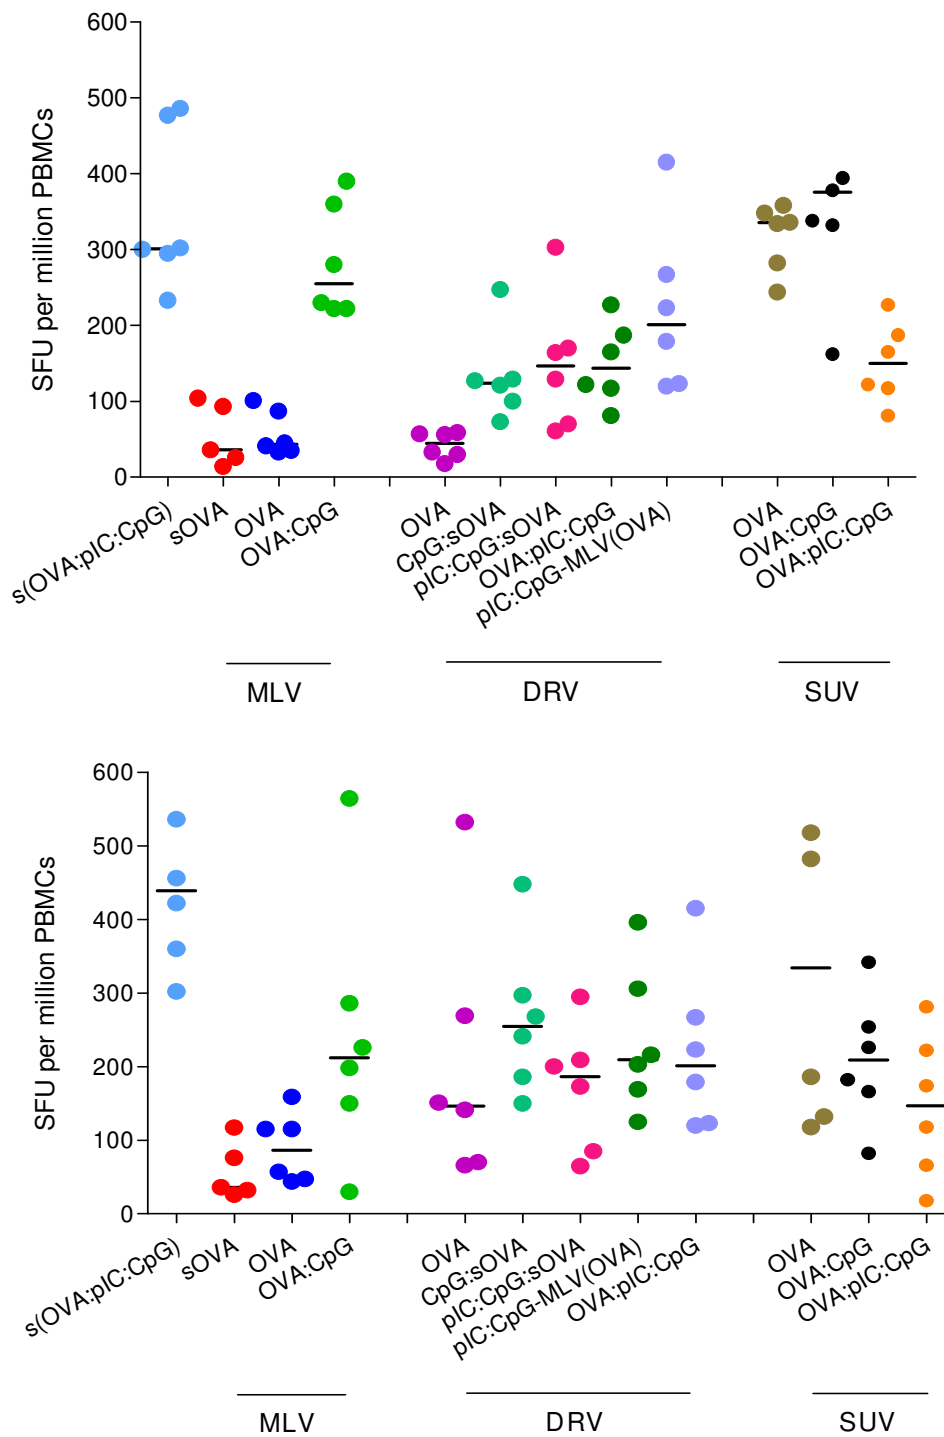 600
500
400
300
200
100
0
SFU per million PBMCs
s(OVA:pIC:CpG)
sOVA
OVA
OVA:CpG
OVA
CpG:sOVA
pIC:CpG:sOVA
OVA:pIC:CpG
pIC:CpG-MLV(OVA)
OVA
OVA:CpG
OVA:pIC:CpG
MLV
DRV
SUV
600
500
400
300
200
100
0
SFU per million PBMCs
s(OVA:pIC:CpG)
sOVA
OVA
OVA:CpG
OVA
CpG:sOVA
pIC:CpG:sOVA
pIC:CpG-MLV(OVA)
OVA:pIC:CpG
OVA
OVA:CpG
OVA:pIC:CpG
MLV
DRV
SUV